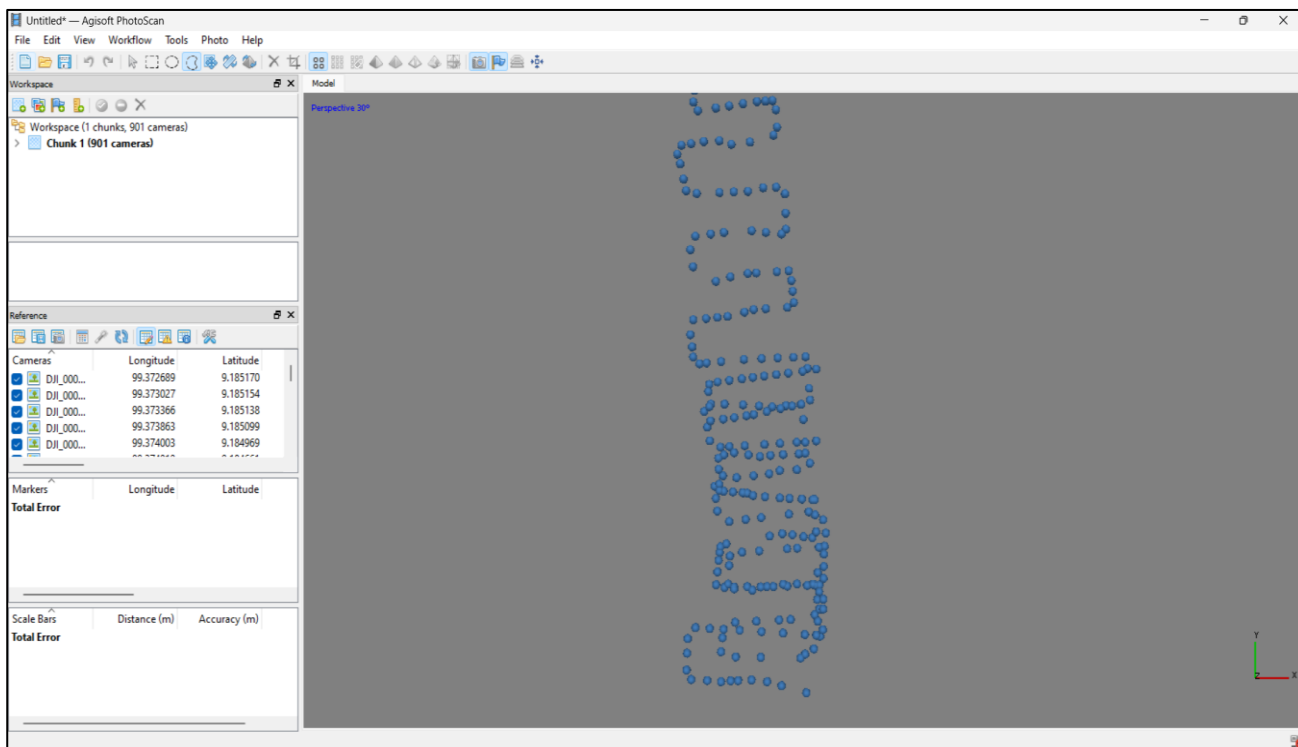 Untitled* — Agisoft PhotoScan
File Edit View Workflow Tools Photo Help
Workspace
Model
Perspective 30°
Workspace (1 chunks, 901 cameras)
Chunk 1 (901 cameras)
Reference
Cameras Longitude Latitude
DJI_000... 99.372689 9.185170
DJI_000... 99.373027 9.185154
DJI_000... 99.373366 9.185138
DJI_000... 99.373863 9.185099
DJI_000... 99.374003 9.184969
Markers Longitude Latitude
Total Error
Scale Bars Distance (m) Accuracy (m)
Total Error
Y
Z X